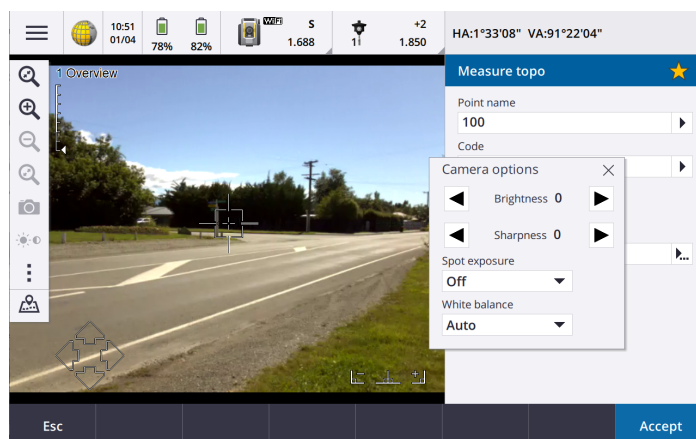 10:51
01/04
78%
82%
WiFi
S
1.688
1
+2
1.850
HA:1°33'08" VA:91°22'04"
1 Overview
Measure topo
Point name
100
Code
Camera options
Brightness 0
Sharpness 0
Spot exposure
Off
White balance
Auto
Esc
Accept